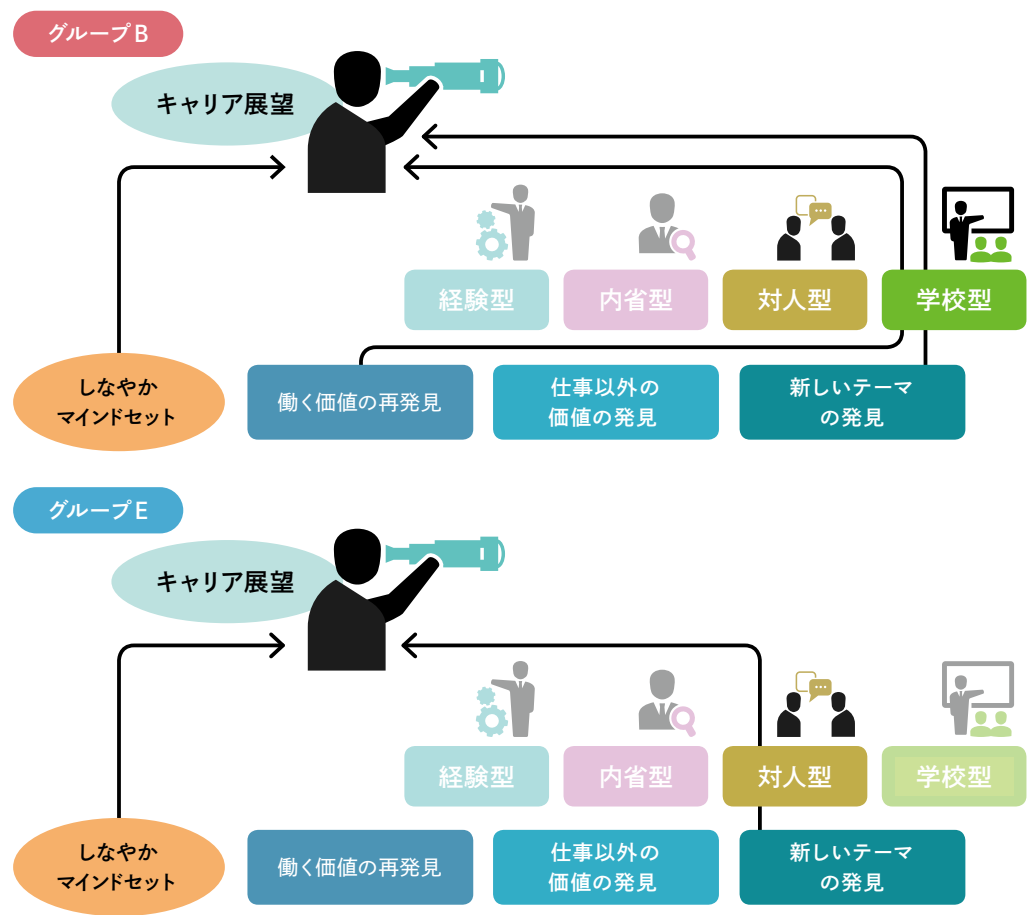 グループB
キャリア展望
経験型
内省型
対人型
学校型
しなやか
マインドセット
働く価値の再発見
仕事以外の
価値の発見
新しいテーマ
の発見
グループE
キャリア展望
経験型
内省型
対人型
学校型
しなやか
マインドセット
働く価値の再発見
仕事以外の
価値の発見
新しいテーマ
の発見